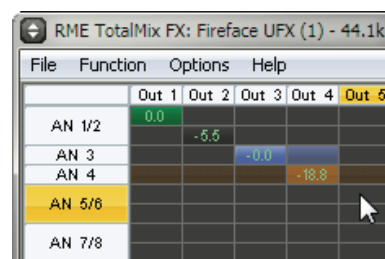 RME TotalMix FX: Fireface UFX (1) - 44.1k
File Function Options Help
Out 1 Out 2 Out 3 Out 4 Out 5
AN 1/2 0.0
-5.5
AN 3 -0.0
AN 4 -18.8
AN 5/6
AN 7/8